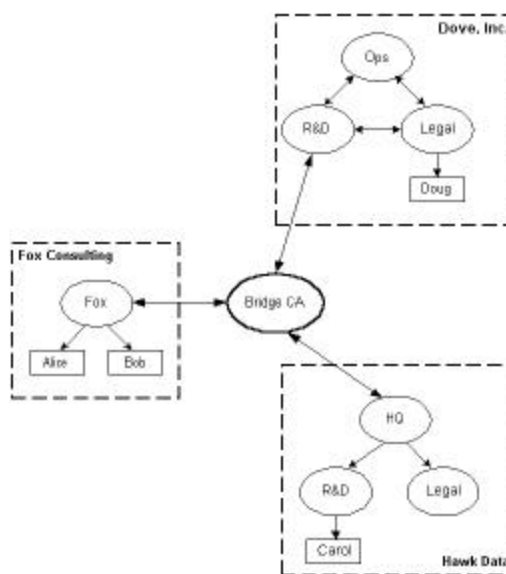 Dove, Inc.
Ops
R&D
Legal
Doug
Fox Consulting
Fox
Alice
Bob
Bridge CA
HQ
R&D
Legal
Carol
Hawk Data